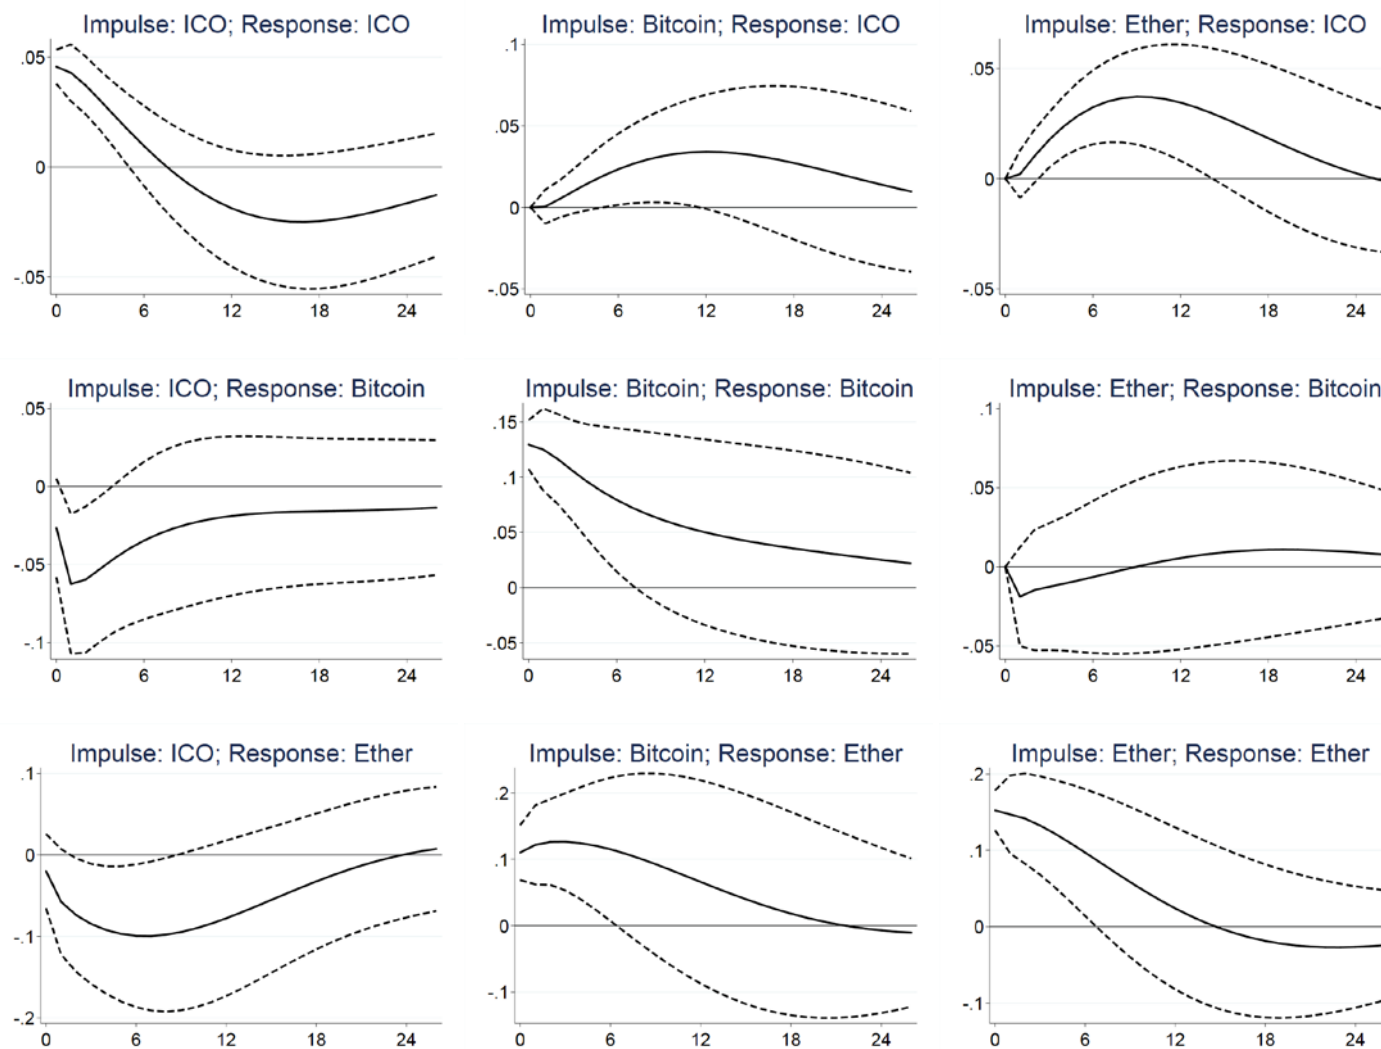 Impulse: ICO; Response: ICO
.05
0
-.05
0 6 12 18 24
Impulse: Bitcoin; Response: ICO
.1
.05
0
-.05
0 6 12 18 24
Impulse: Ether; Response: ICO
.05
0
-.05
0 6 12 18 24
Impulse: ICO; Response: Bitcoin
.05
0
-.05
-.1
0 6 12 18 24
Impulse: Bitcoin; Response: Bitcoin
.15
.1
.05
0
-.05
0 6 12 18 24
Impulse: Ether; Response: Bitcoin
.1
.05
0
-.05
0 6 12 18 24
Impulse: ICO; Response: Ether
.1
0
-.1
-.2
0 6 12 18 24
Impulse: Bitcoin; Response: Ether
.2
.1
0
-.1
0 6 12 18 24
Impulse: Ether; Response: Ether
.2
.1
0
-.1
0 6 12 18 24